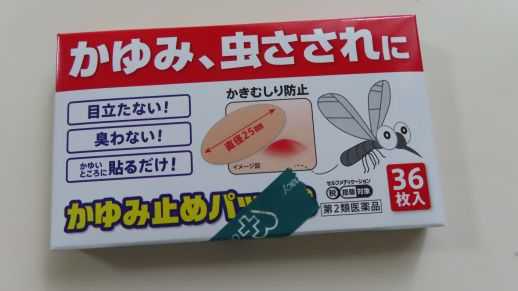 かゆみ、虫さされに
目立たない!
臭わない!
かゆいところに貼るだけ!
かきむしり防止
直径25mm
イメージ図
かゆみ止めパッ
セルフメディケーション
税 控除 対象
第2類医薬品
36
枚入